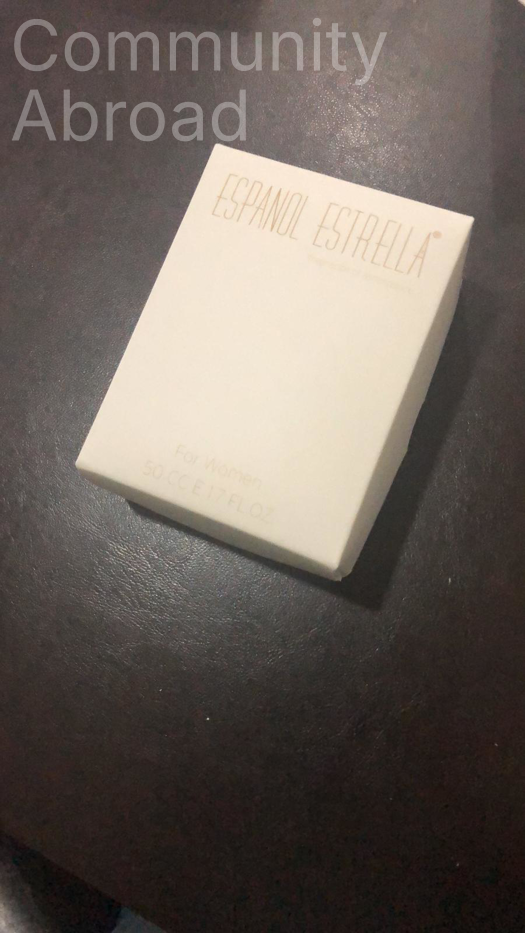 Community
Abroad
ESPANOL ESTRELLA
For Women
50 CC E 1.7 FL.OZ